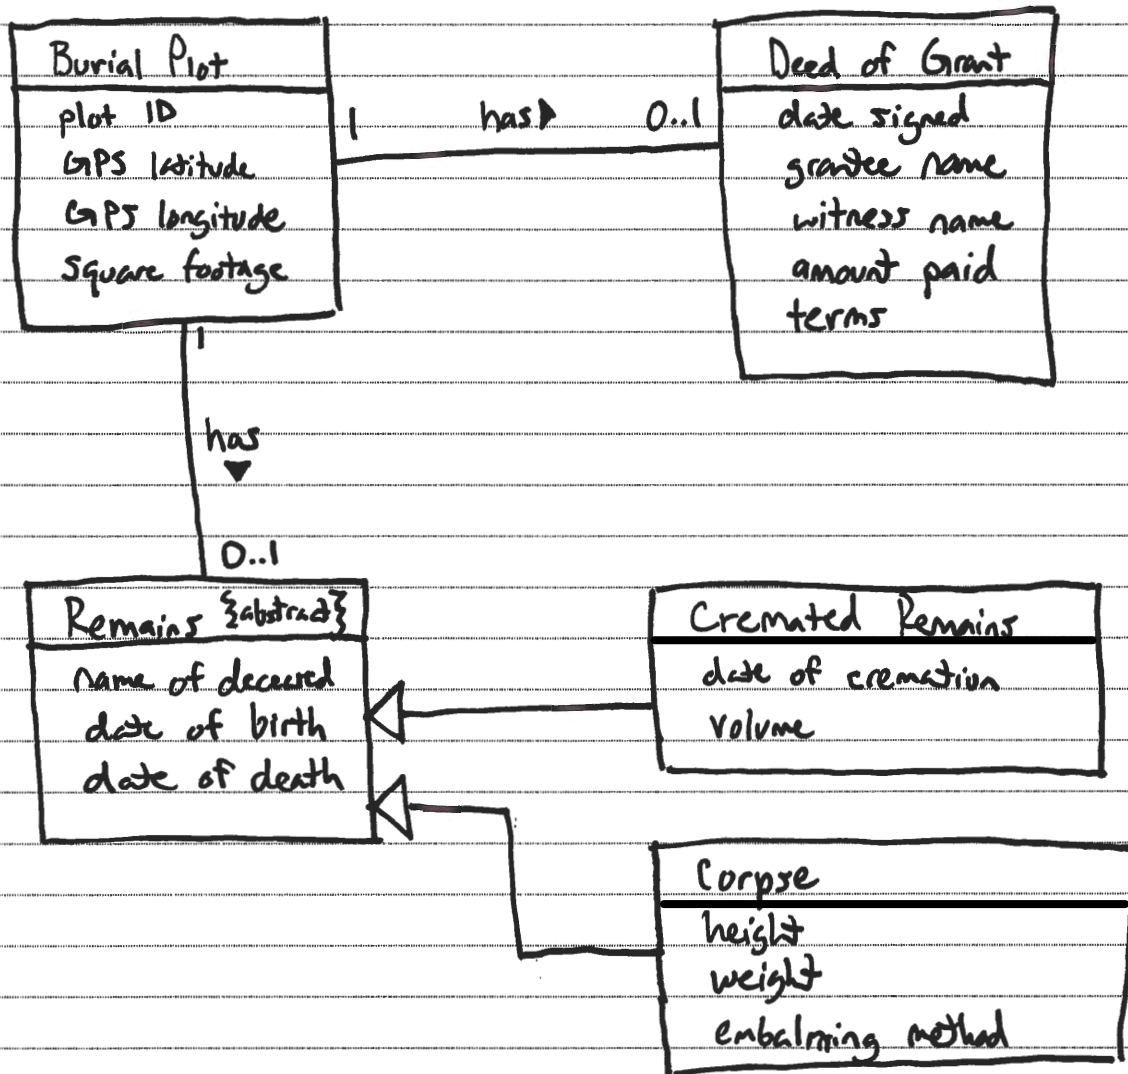 Burial Plot
plot ID
GPS latitude
GPS longitude
square footage
1
has
0..1
Deed of Grant
date signed
grantee name
witness name
amount paid
terms
1
has
0..1
Remains {abstract}
name of deceased
date of birth
date of death
Cremated Remains
date of cremation
volume
Corpse
height
weight
embalming method